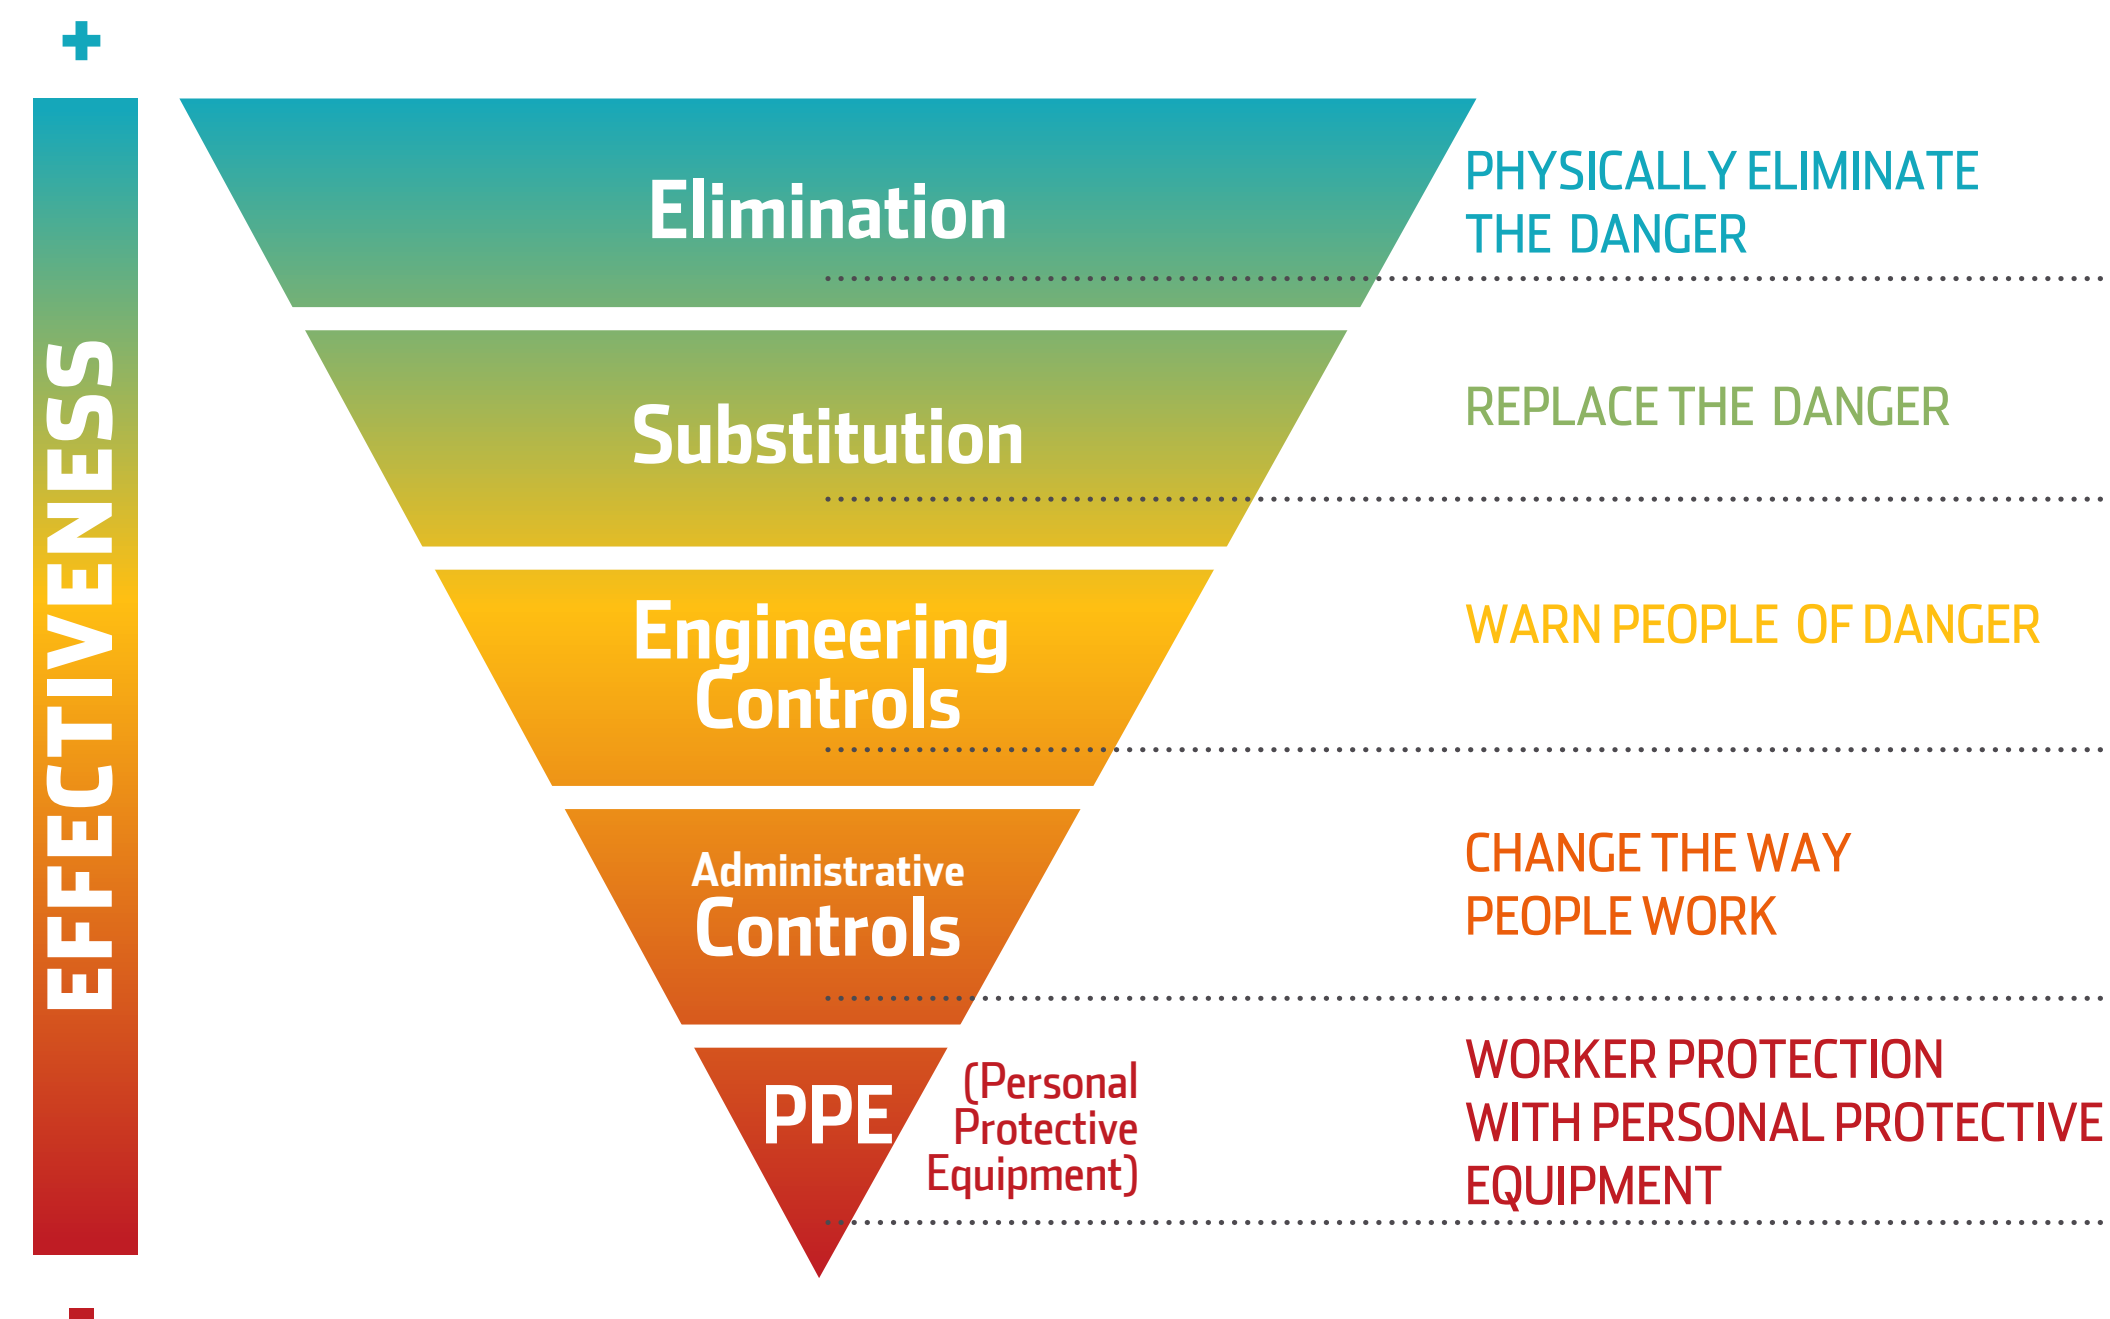 +
EFFECTIVENESS
-
Elimination
PHYSICALLY ELIMINATE
THE DANGER
Substitution
REPLACE THE DANGER
Engineering
Controls
WARN PEOPLE OF DANGER
Administrative
Controls
CHANGE THE WAY
PEOPLE WORK
PPE
(Personal
Protective
Equipment)
WORKER PROTECTION
WITH PERSONAL PROTECTIVE
EQUIPMENT